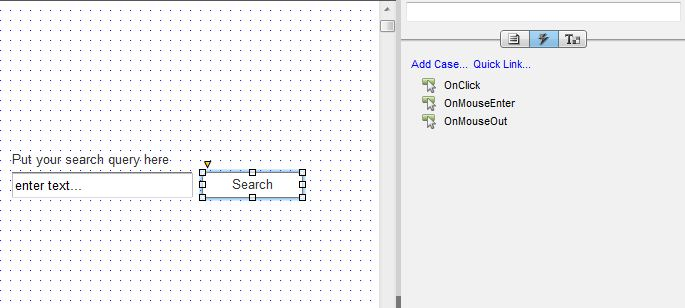 Put your search query here
enter text...
Search
Add Case... Quick Link...
OnClick
OnMouseEnter
OnMouseOut